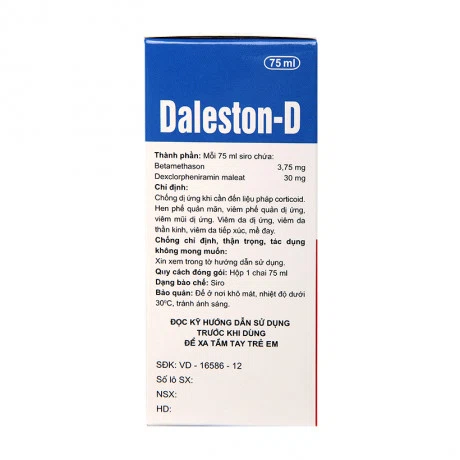 75 ml
Daleston-D
Thành phần: Mỗi 75 ml siro chứa:
Betamethason 3,75 mg
Dexclorpheniramin maleat 30 mg
Chỉ định:
Chống dị ứng khi cần đến liệu pháp corticoid.
Hen phế quản mãn, viêm phế quản dị ứng,
viêm mũi dị ứng. Viêm da dị ứng, viêm da
thần kinh, viêm da tiếp xúc, mề đay.
Chống chỉ định, thận trọng, tác dụng
không mong muốn:
Xin xem trong tờ hướng dẫn sử dụng.
Quy cách đóng gói: Hộp 1 chai 75 ml
Dạng bào chế: Siro
Bảo quản: Để ở nơi khô mát, nhiệt độ dưới
30ºC, tránh ánh sáng.
ĐỌC KỸ HƯỚNG DẪN SỬ DỤNG
TRƯỚC KHI DÙNG
ĐỂ XA TẦM TAY TRẺ EM
SĐK: VD - 16586 - 12
Số lô SX:
NSX:
HD: